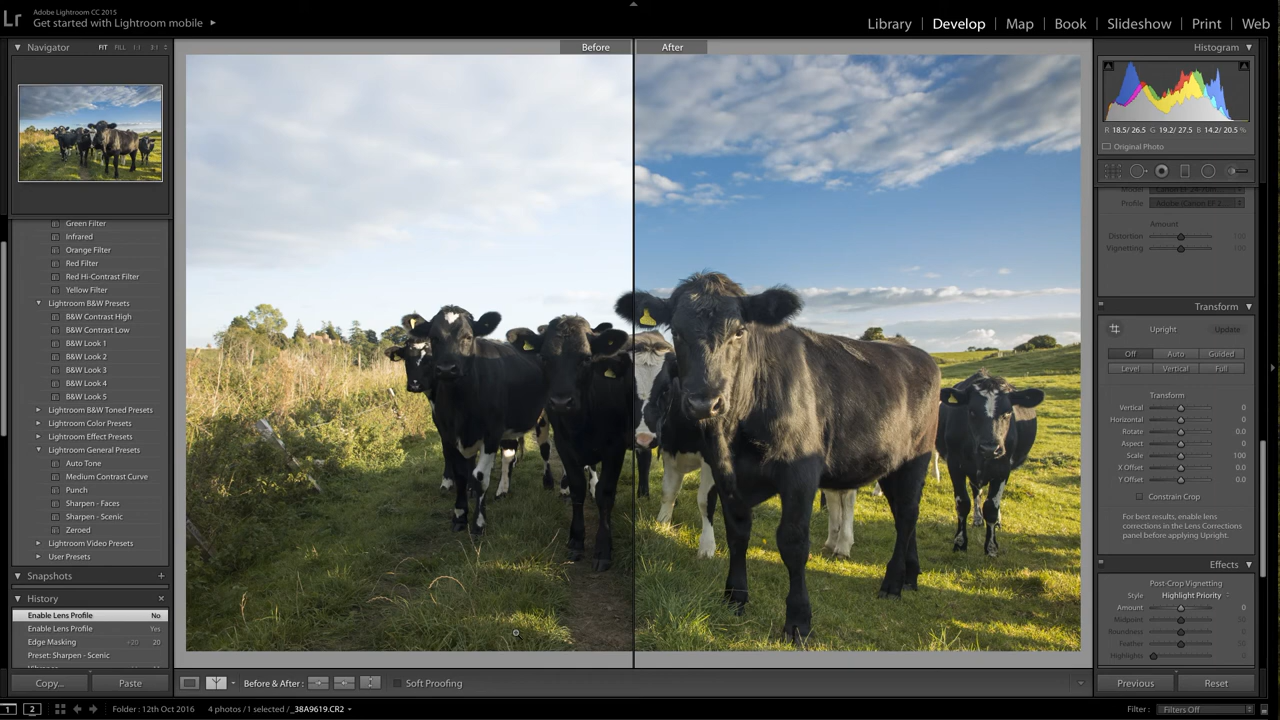 Lr
Adobe Lightroom CC 2015
Get started with Lightroom mobile
Library Develop Map Book Slideshow Print Web
Navigator FIT FILL 1:1 3:1
Before After
Histogram
R 18.5/ 26.5 G 19.2/ 27.5 B 14.2/ 20.5 %
Original Photo
Profile
Amount
Distortion 100
Vignetting 100
Green Filter
Infrared
Orange Filter
Red Filter
Red Hi-Contrast Filter
Yellow Filter
Lightroom B&W Presets
B&W Contrast High
B&W Contrast Low
B&W Look 1
B&W Look 2
B&W Look 3
B&W Look 4
B&W Look 5
Lightroom B&W Toned Presets
Lightroom Color Presets
Lightroom Effect Presets
Lightroom General Presets
Auto Tone
Medium Contrast Curve
Punch
Sharpen - Faces
Sharpen - Scenic
Zeroed
Lightroom Video Presets
User Presets
Snapshots
History
Enable Lens Profile No
Enable Lens Profile Yes
Edge Masking +20 20
Preset: Sharpen - Scenic
Copy... Paste
Transform
Upright Update
Off Auto Guided
Level Vertical Full
Transform
Vertical 0
Horizontal 0
Rotate 0.0
Aspect 0
Scale 100
X Offset 0.0
Y Offset 0.0
Constrain Crop
For best results, enable lens
corrections in the Lens Corrections
panel before applying Upright.
Effects
Post-Crop Vignetting
Style Highlight Priority
Amount 0
Midpoint 50
Roundness 0
Feather 50
Highlights 0
Previous Reset
Before & After: Soft Proofing
1 2 Folder : 12th Oct 2016 4 photos / 1 selected / _38A9619.CR2
Filter : Filters Off